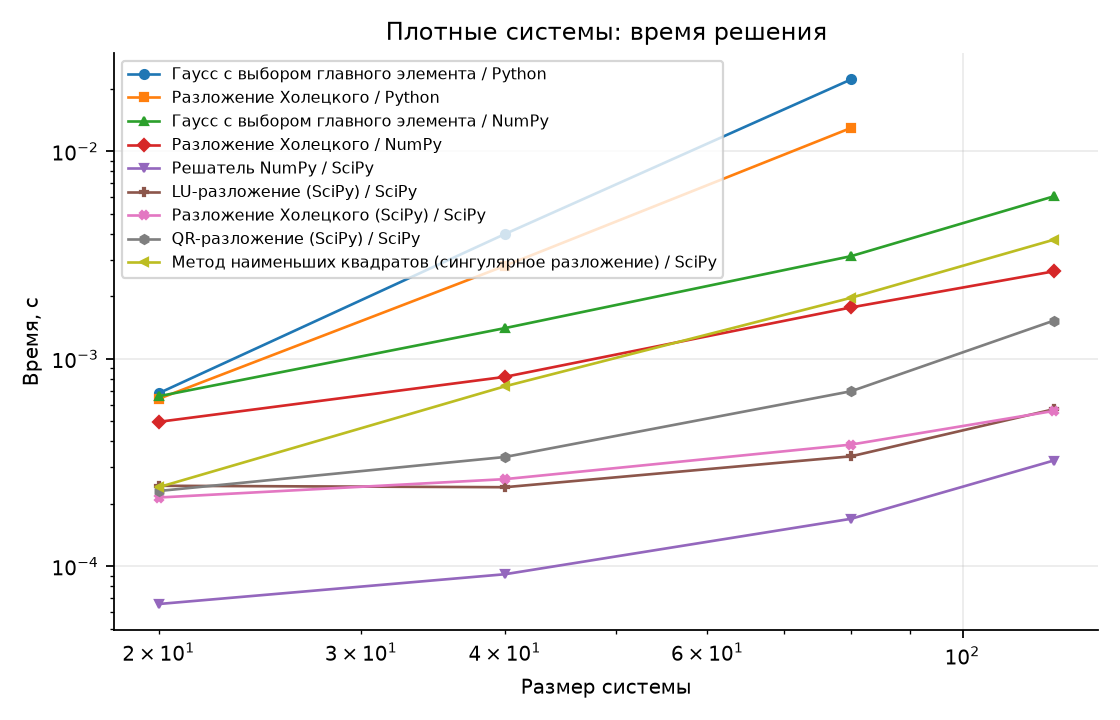 Плотные системы: время решения
Гаусс с выбором главного элемента / Python
Разложение Холецкого / Python
Гаусс с выбором главного элемента / NumPy
Разложение Холецкого / NumPy
Решатель NumPy / SciPy
LU-разложение (SciPy) / SciPy
Разложение Холецкого (SciPy) / SciPy
QR-разложение (SciPy) / SciPy
Метод наименьших квадратов (сингулярное разложение) / SciPy
Время, с
10⁻²
10⁻³
10⁻⁴
2 × 10¹ 3 × 10¹ 4 × 10¹ 6 × 10¹ 10²
Размер системы